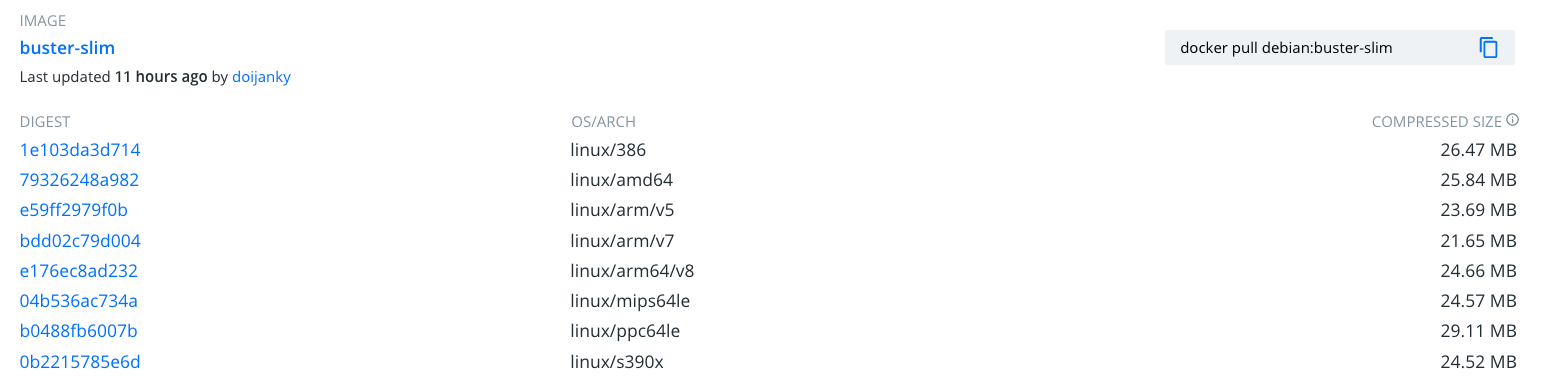 IMAGE
buster-slim
docker pull debian:buster-slim
Last updated 11 hours ago by doijanky
DIGEST OS/ARCH COMPRESSED SIZE
1e103da3d714 linux/386 26.47 MB
79326248a982 linux/amd64 25.84 MB
e59ff2979f0b linux/arm/v5 23.69 MB
bdd02c79d004 linux/arm/v7 21.65 MB
e176ec8ad232 linux/arm64/v8 24.66 MB
04b536ac734a linux/mips64le 24.57 MB
b0488fb6007b linux/ppc64le 29.11 MB
0b2215785e6d linux/s390x 24.52 MB